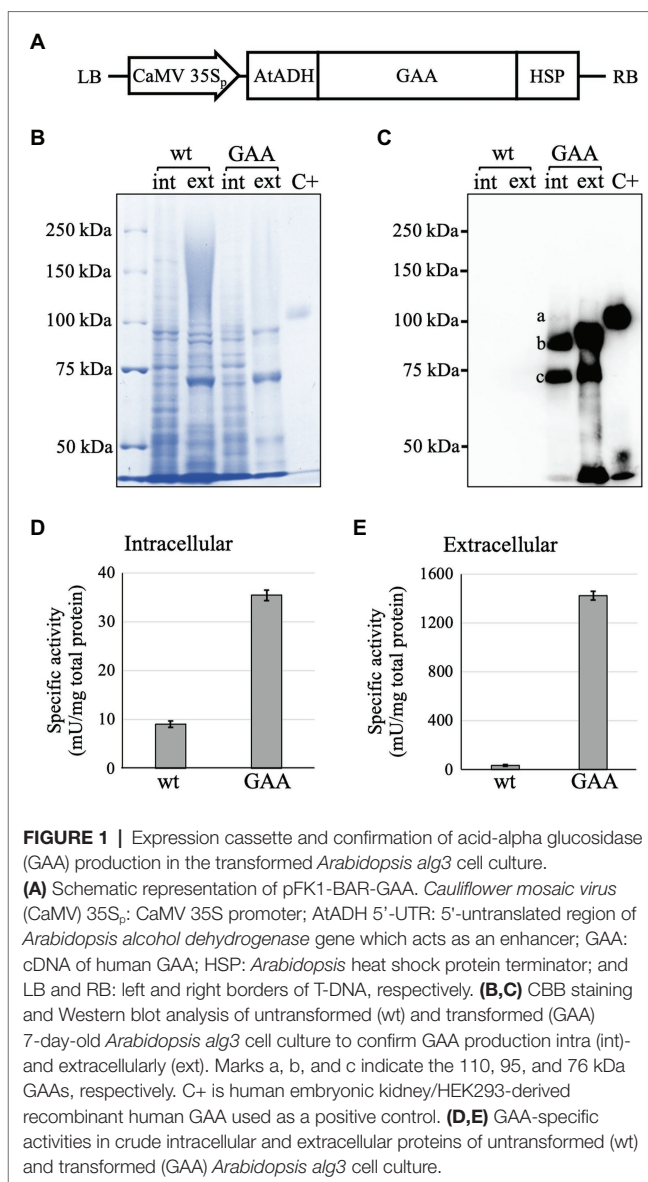 A
LB CaMV 35Sp AtADH GAA HSP RB
B
wt GAA
int ext int ext C+
250 kDa
150 kDa
100 kDa
75 kDa
50 kDa
C
wt GAA
int ext int ext C+
250 kDa
150 kDa
100 kDa
75 kDa
50 kDa
a
b
c
D
Intracellular
Specific activity
(mU/mg total protein)
40
30
20
10
0
wt GAA
E
Extracellular
Specific activity
(mU/mg total protein)
1600
1200
800
400
0
wt GAA
FIGURE 1 | Expression cassette and confirmation of acid-alpha glucosidase
(GAA) production in the transformed Arabidopsis alg3 cell culture.
(A) Schematic representation of pFK1-BAR-GAA. Cauliflower mosaic virus
(CaMV) 35Sp: CaMV 35S promoter; AtADH 5’-UTR: 5'-untranslated region of
Arabidopsis alcohol dehydrogenase gene which acts as an enhancer; GAA:
cDNA of human GAA; HSP: Arabidopsis heat shock protein terminator; and
LB and RB: left and right borders of T-DNA, respectively. (B,C) CBB staining
and Western blot analysis of untransformed (wt) and transformed (GAA)
7-day-old Arabidopsis alg3 cell culture to confirm GAA production intra (int)-
and extracellularly (ext). Marks a, b, and c indicate the 110, 95, and 76 kDa
GAAs, respectively. C+ is human embryonic kidney/HEK293-derived
recombinant human GAA used as a positive control. (D,E) GAA-specific
activities in crude intracellular and extracellular proteins of untransformed (wt)
and transformed (GAA) Arabidopsis alg3 cell culture.